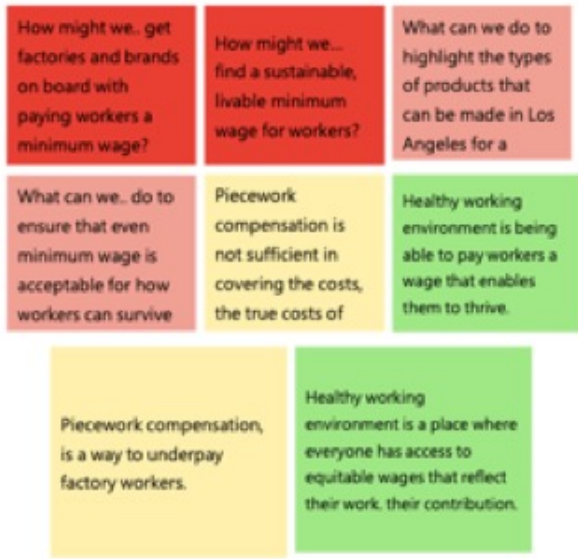 How might we.. get
factories and brands
on board with
paying workers a
minimum wage?
How might we...
find a sustainable,
livable minimum
wage for workers?
What can we do to
highlight the types
of products that
can be made in Los
Angeles for a
What can we.. do to
ensure that even
minimum wage is
acceptable for how
workers can survive
Piecework
compensation is
not sufficient in
covering the costs,
the true costs of
Healthy working
environment is being
able to pay workers a
wage that enables
them to thrive.
Piecework compensation,
is a way to underpay
factory workers.
Healthy working
environment is a place where
everyone has access to
equitable wages that reflect
their work. their contribution.